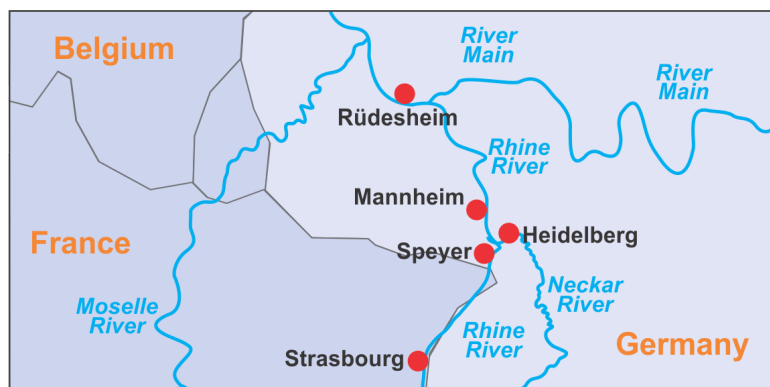 Belgium
River
Main
River
Main
Rüdesheim
Rhine
River
Mannheim
Heidelberg
France
Speyer
Moselle
River
Neckar
River
Rhine
River
Germany
Strasbourg